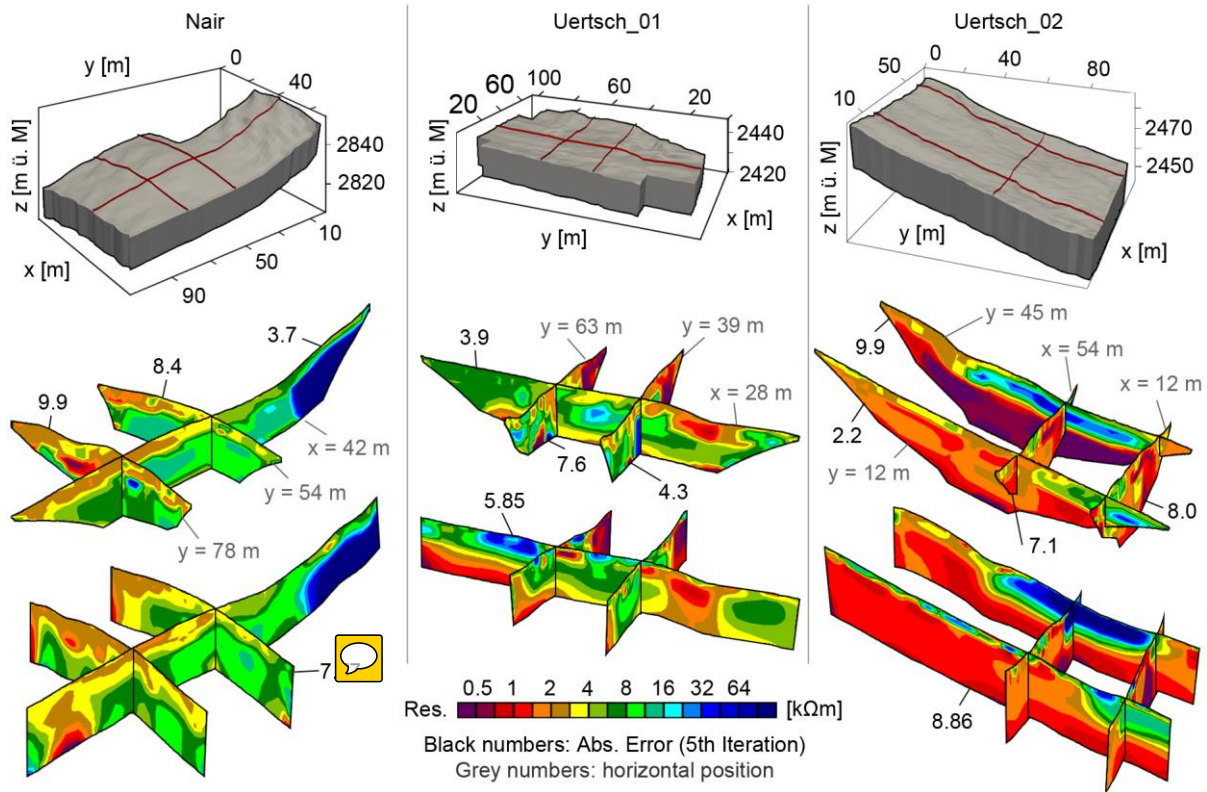 Nair
Uertsch_01
Uertsch_02
y [m]
0
40
2840
2820
z [m ü. M]
x [m]
90
50
10
20
60
100
60
20
z [m ü. M]
2440
2420
y [m]
x [m]
10
50
0
40
80
z [m ü. M]
2470
2450
y [m]
x [m]
3.7
8.4
9.9
x = 42 m
y = 54 m
y = 78 m
3.9
y = 63 m
y = 39 m
x = 28 m
7.6
4.3
5.85
9.9
y = 45 m
x = 54 m
x = 12 m
2.2
y = 12 m
7.1
8.0
8.86
0.5 1 2 4 8 16 32 64
Res. [kΩm]
Black numbers: Abs. Error (5th Iteration)
Grey numbers: horizontal position